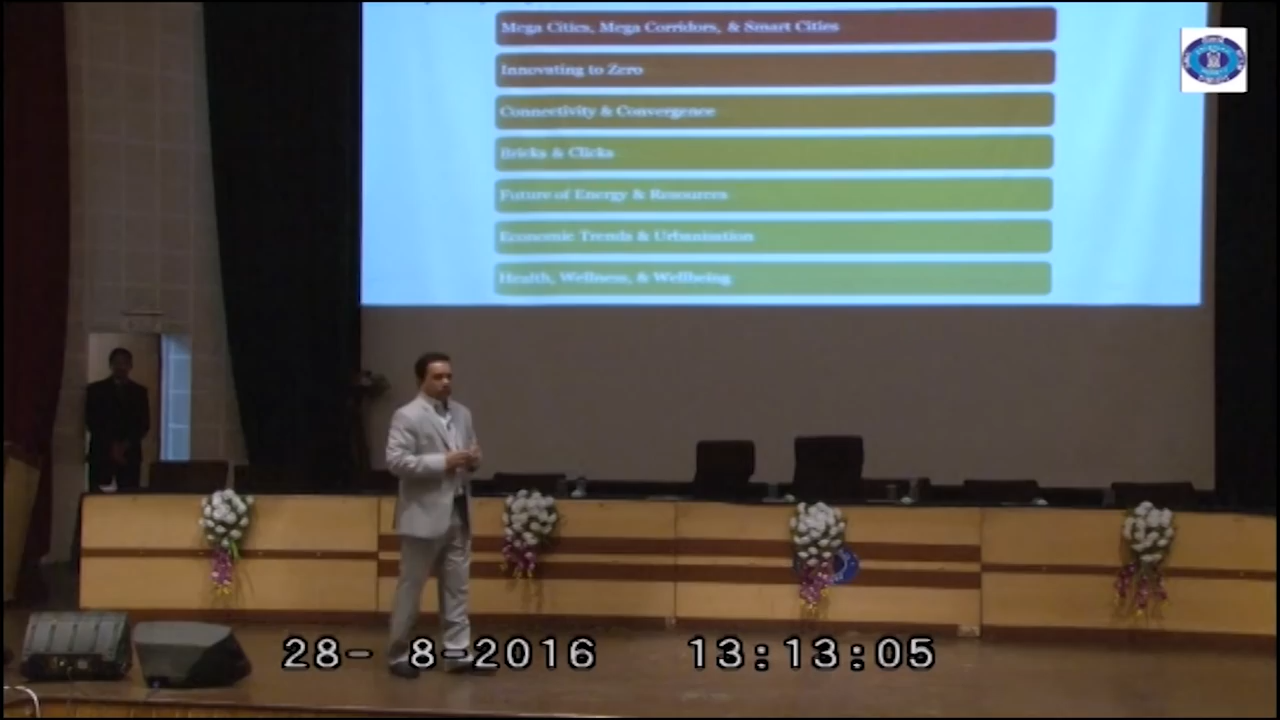 Mega Cities, Mega Corridors, & Smart Cities
Innovating to Zero
Connectivity & Convergence
Bricks & Clicks
Future of Energy & Resources
Economic Trends & Urbanization
Health, Wellness, & Wellbeing
28- 8-2016 13:13:05